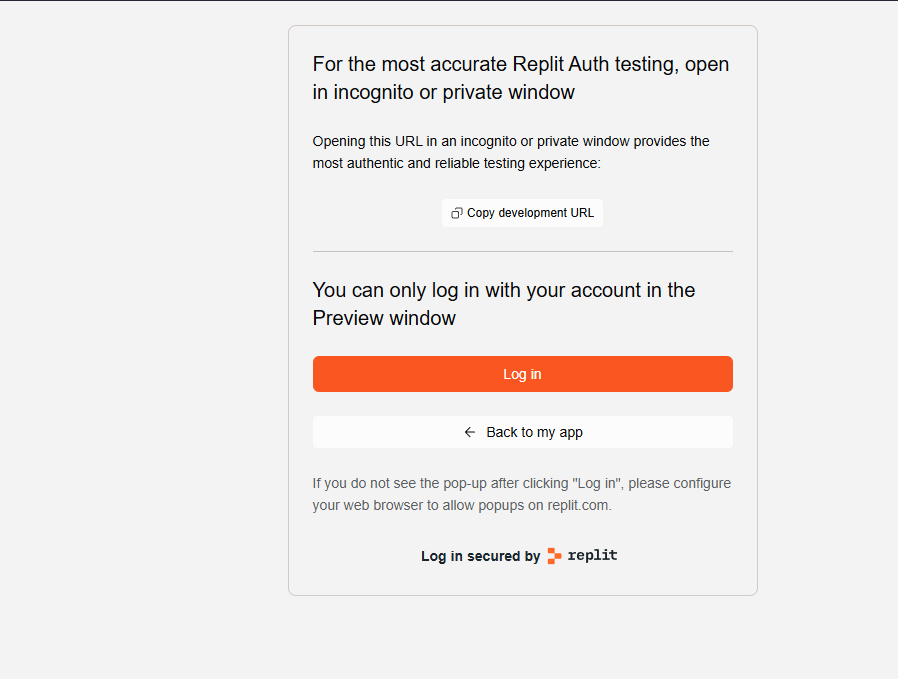 For the most accurate Replit Auth testing, open
in incognito or private window
Opening this URL in an incognito or private window provides the
most authentic and reliable testing experience:
Copy development URL
You can only log in with your account in the
Preview window
Log in
Back to my app
If you do not see the pop-up after clicking "Log in", please configure
your web browser to allow popups on replit.com.
Log in secured by replit